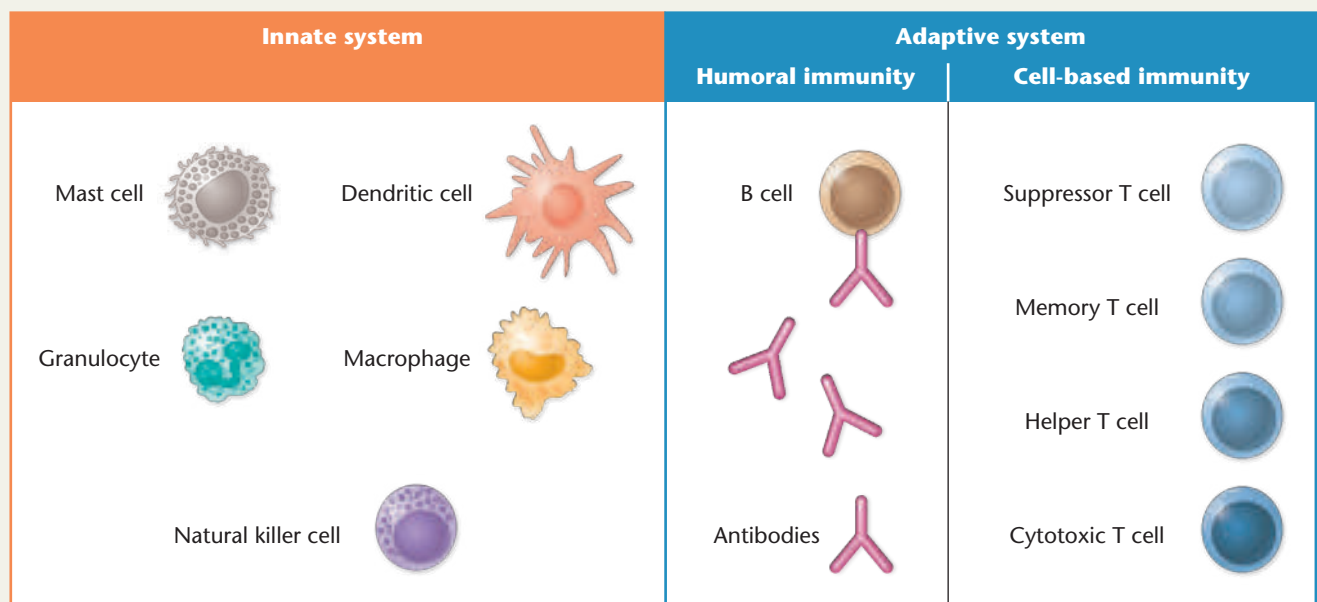 Innate system
Adaptive system
Humoral immunity
Cell-based immunity
Mast cell
Dendritic cell
B cell
Suppressor T cell
Memory T cell
Granulocyte
Macrophage
Helper T cell
Natural killer cell
Antibodies
Cytotoxic T cell